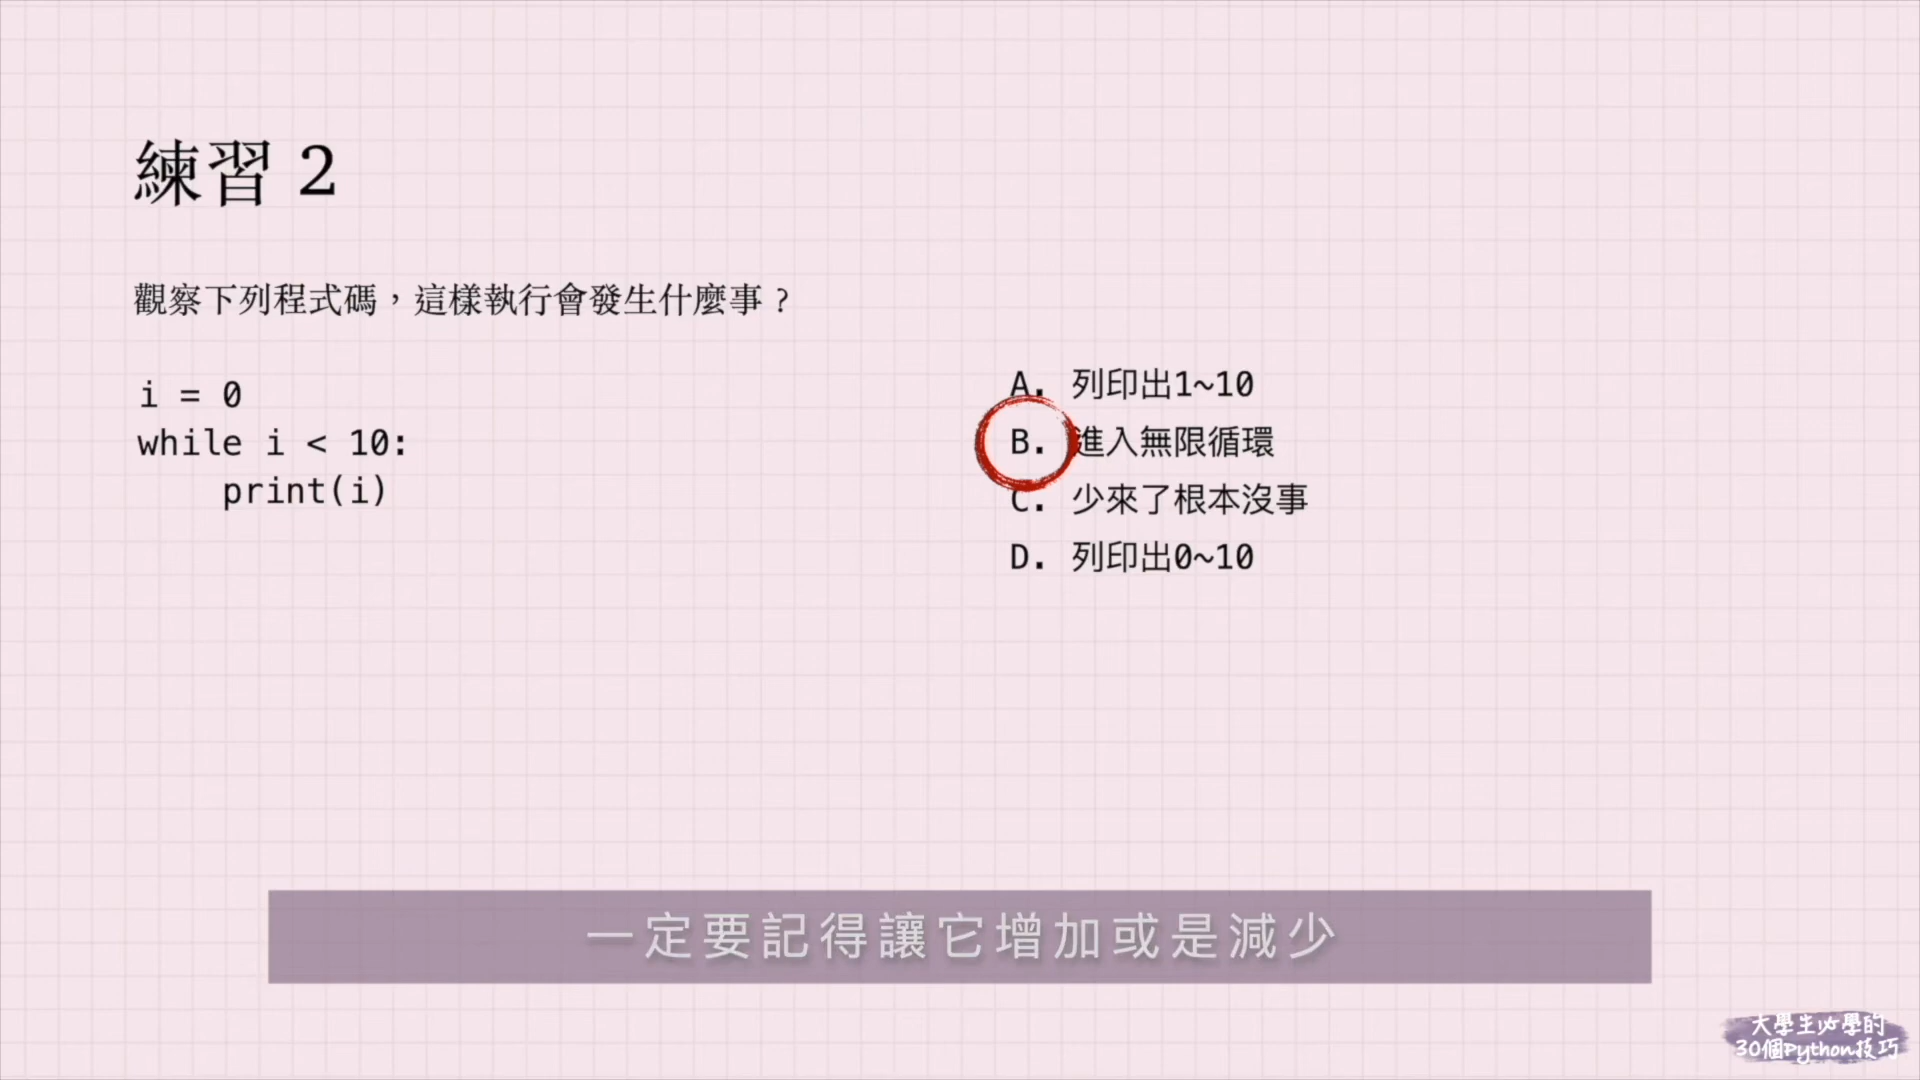 練習 2
觀察下列程式碼，這樣執行會發生什麼事？
i = 0
while i < 10:
    print(i)
A. 列印出1~10
B. 進入無限循環
C. 少來了根本沒事
D. 列印出0~10
一定要記得讓它增加或是減少
大學生必學的
30個Python技巧